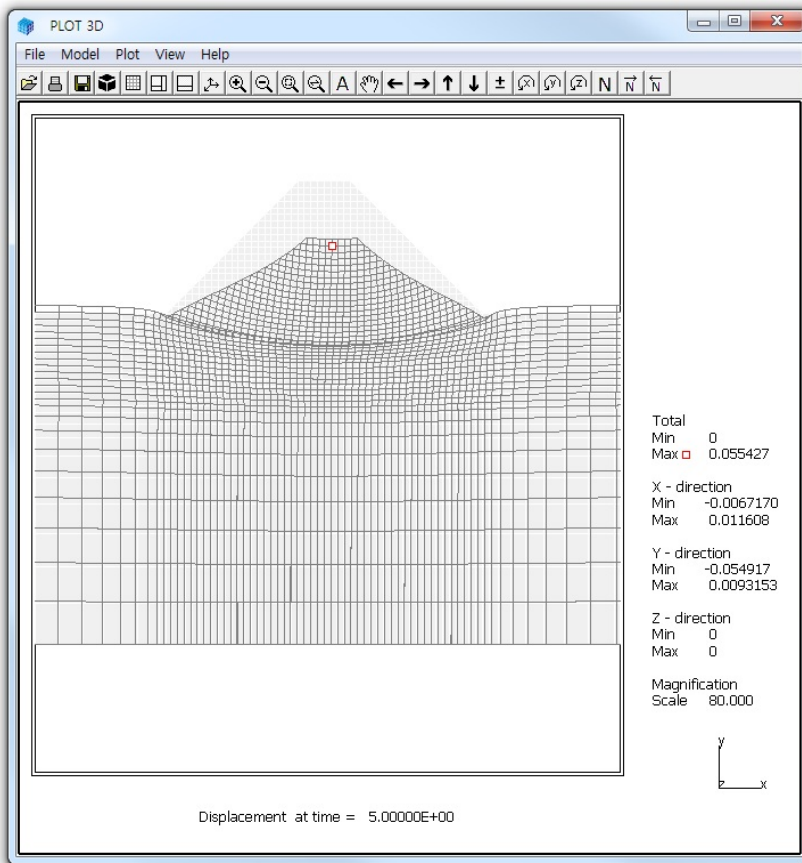 PLOT 3D
File Model Plot View Help
A x y z N N N
Total
Min 0
Max 0.055427
X - direction
Min -0.0067170
Max 0.011608
Y - direction
Min -0.054917
Max 0.0093153
Z - direction
Min 0
Max 0
Magnification
Scale 80.000
y
z x
Displacement at time = 5.00000E+00